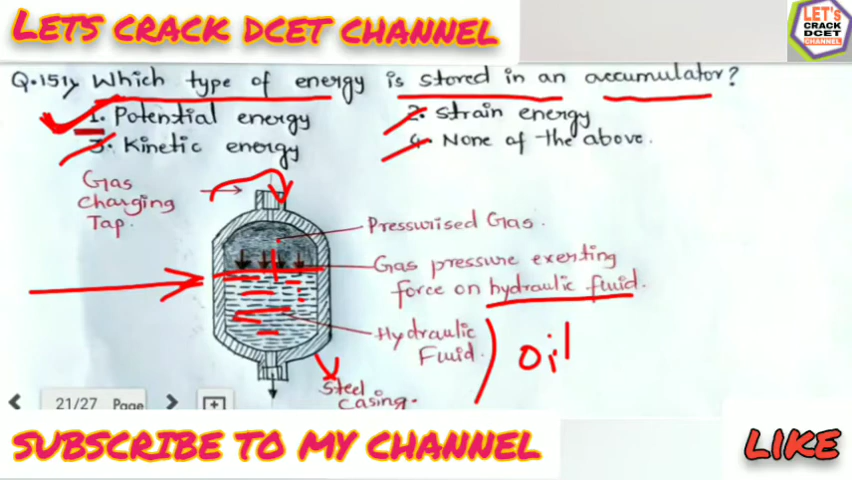 LETS CRACK DCET CHANNEL
LET'S
CRACK
DCET
CHANNEL
Q.151) Which type of energy is stored in an accumulator?
1. Potential energy 2. Strain energy
3. Kinetic energy 4. None of the above.
Gas
Charging
Tap.
Pressurised Gas.
Gas pressure exerting
force on hydraulic fluid.
Hydraulic
Fluid.
oil
Steel
Casing.
21/27 Page
SUBSCRIBE TO MY CHANNEL
LIKE